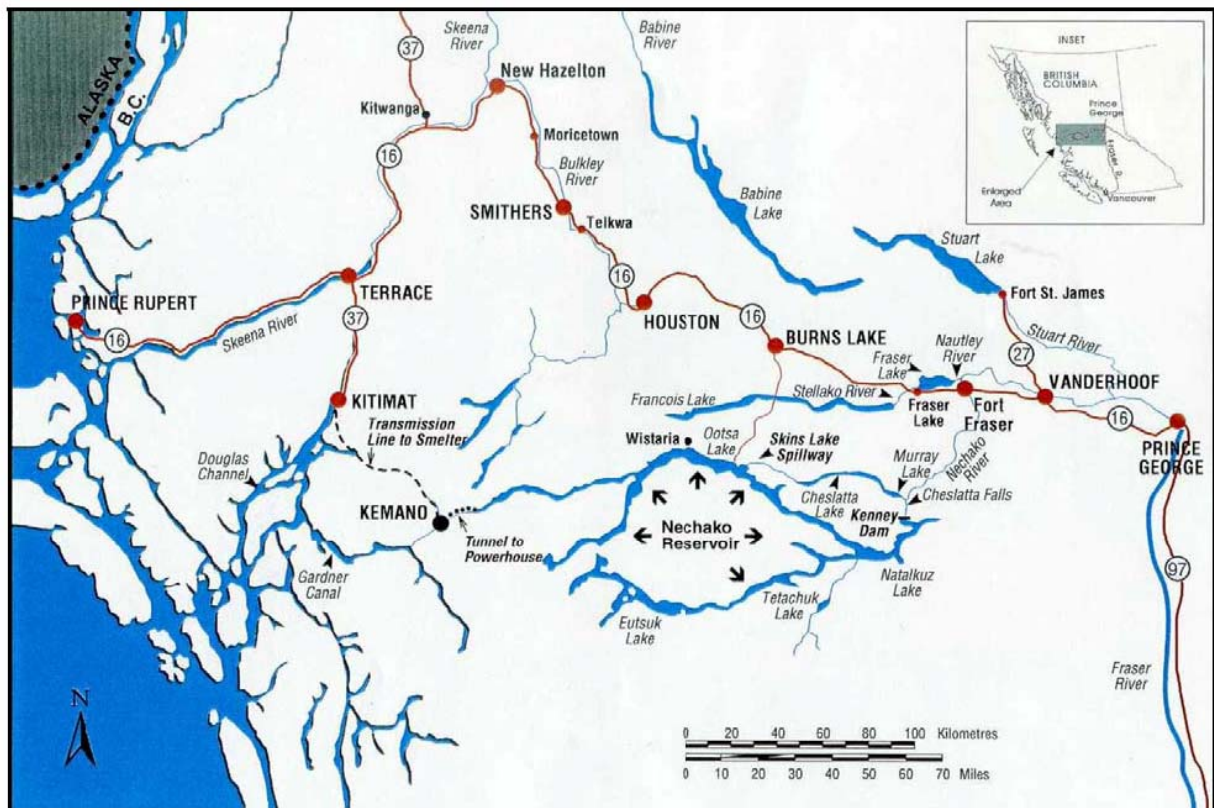 ALASKA
B.C.
Skeena
River
Babine
River
37
New Hazelton
Kitwanga
Moricetown
16
Bulkley
River
SMITHERS
Telkwa
Babine
Lake
INSET
BRITISH
COLUMBIA
Prince
George
Fraser R.
Enlarged
Area
Vancouver
Stuart
Lake
Fort St. James
PRINCE RUPERT
16
Skeena River
TERRACE
37
16
HOUSTON
16
BURNS LAKE
Nautley
River
27
Stuart River
Fraser
Lake
VANDERHOOF
KITIMAT
Transmission
Line to Smelter
Francois Lake
Stellako River
Fraser
Lake
Fort
Fraser
16
PRINCE
GEORGE
Wistaria
Ootsa
Lake
Skins Lake
Spillway
Murray
Lake
Nechako
River
Douglas
Channel
Cheslatta
Lake
Cheslatta Falls
KEMANO
Tunnel to
Powerhouse
Nechako
Reservoir
Kenney
Dam
97
Gardner
Canal
Eutsuk
Lake
Tetachuk
Lake
Natalkuz
Lake
Fraser
River
N
0 20 40 60 80 100 Kilometres
0 10 20 30 40 50 60 70 Miles